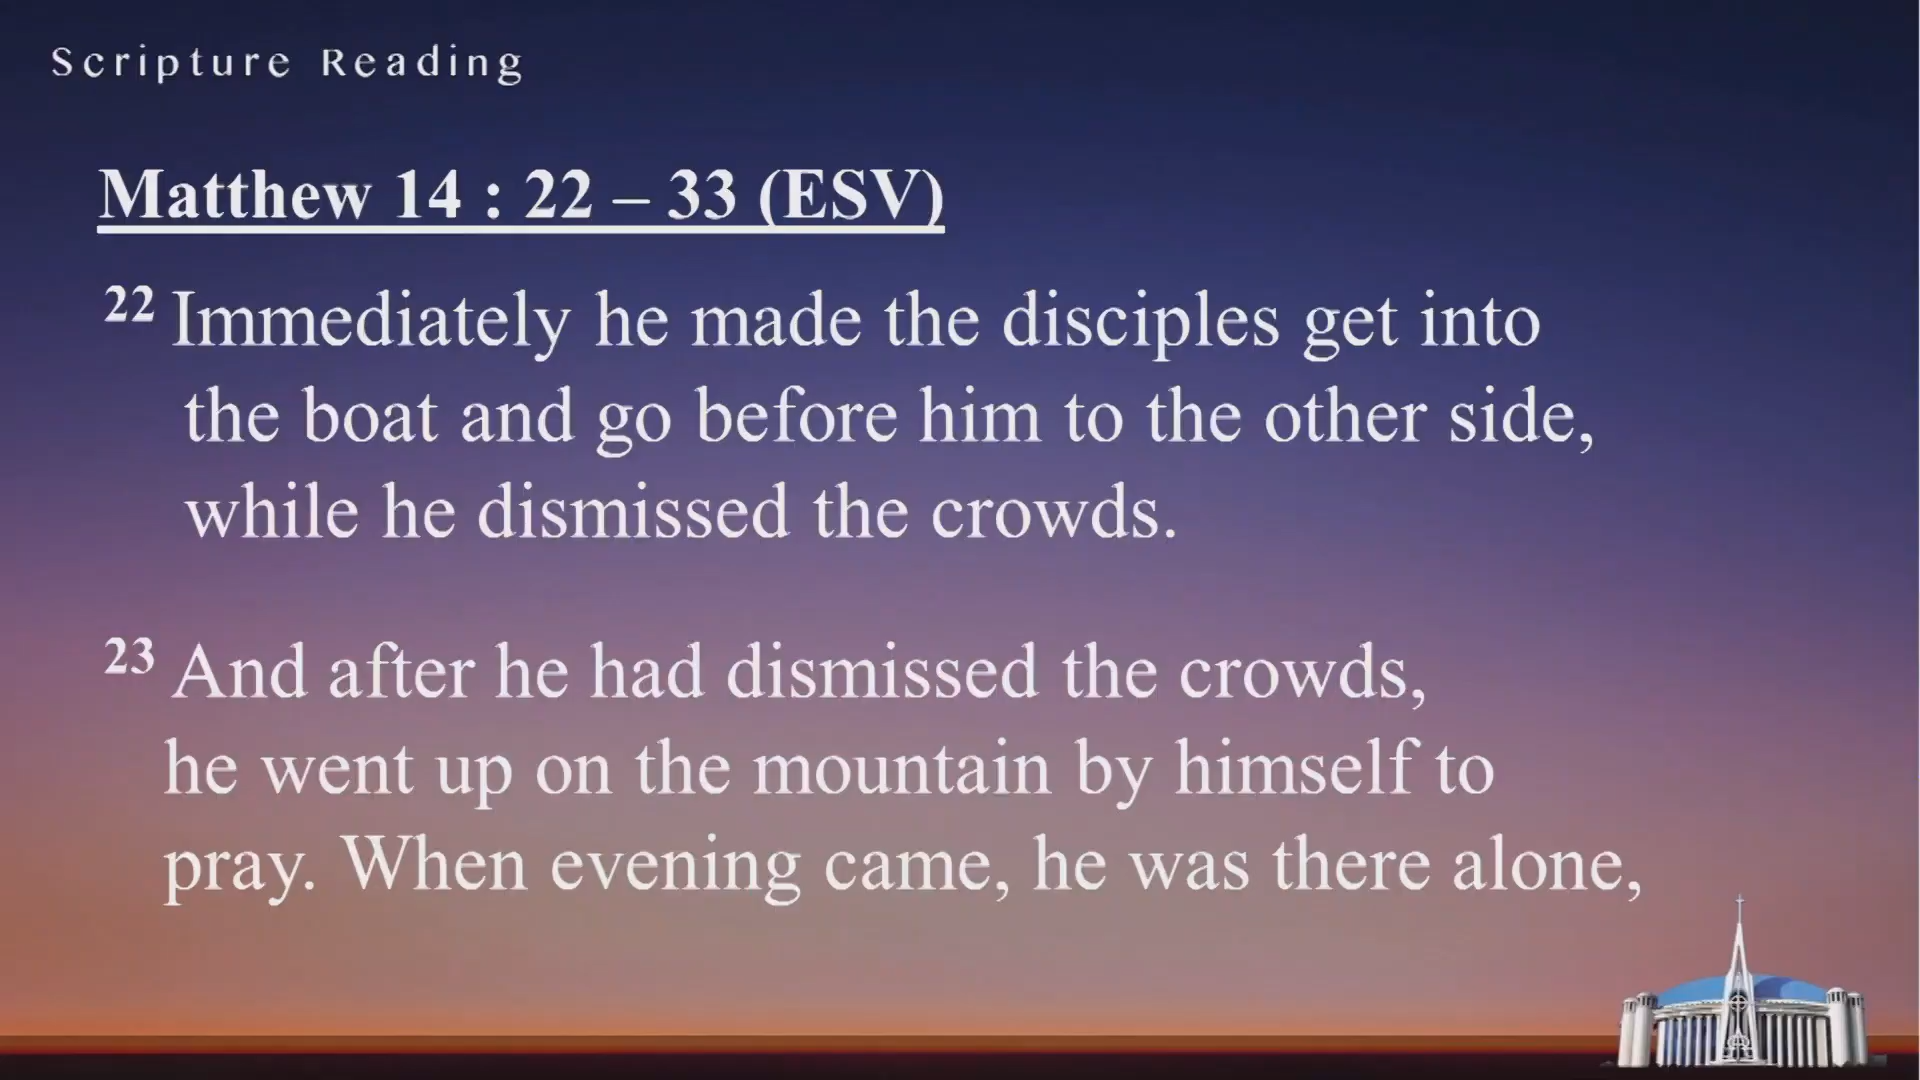 Scripture Reading
Matthew 14 : 22 – 33 (ESV)
22 Immediately he made the disciples get into
the boat and go before him to the other side,
while he dismissed the crowds.
23 And after he had dismissed the crowds,
he went up on the mountain by himself to
pray. When evening came, he was there alone,